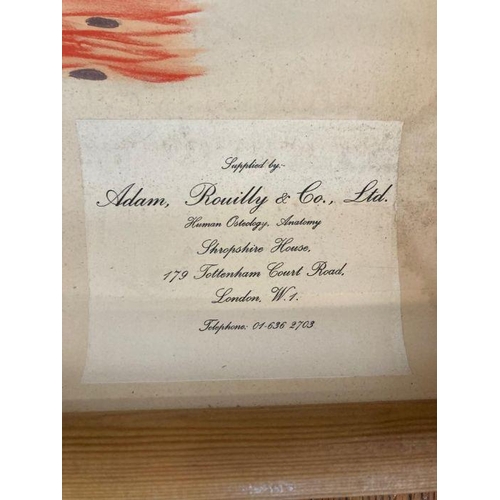 Supplied by:-
Adam, Rouilly & Co., Ltd.
Human Osteology, Anatomy
Shropshire House,
179 Tottenham Court Road,
London, W.1.
Telephone: 01-636 2703